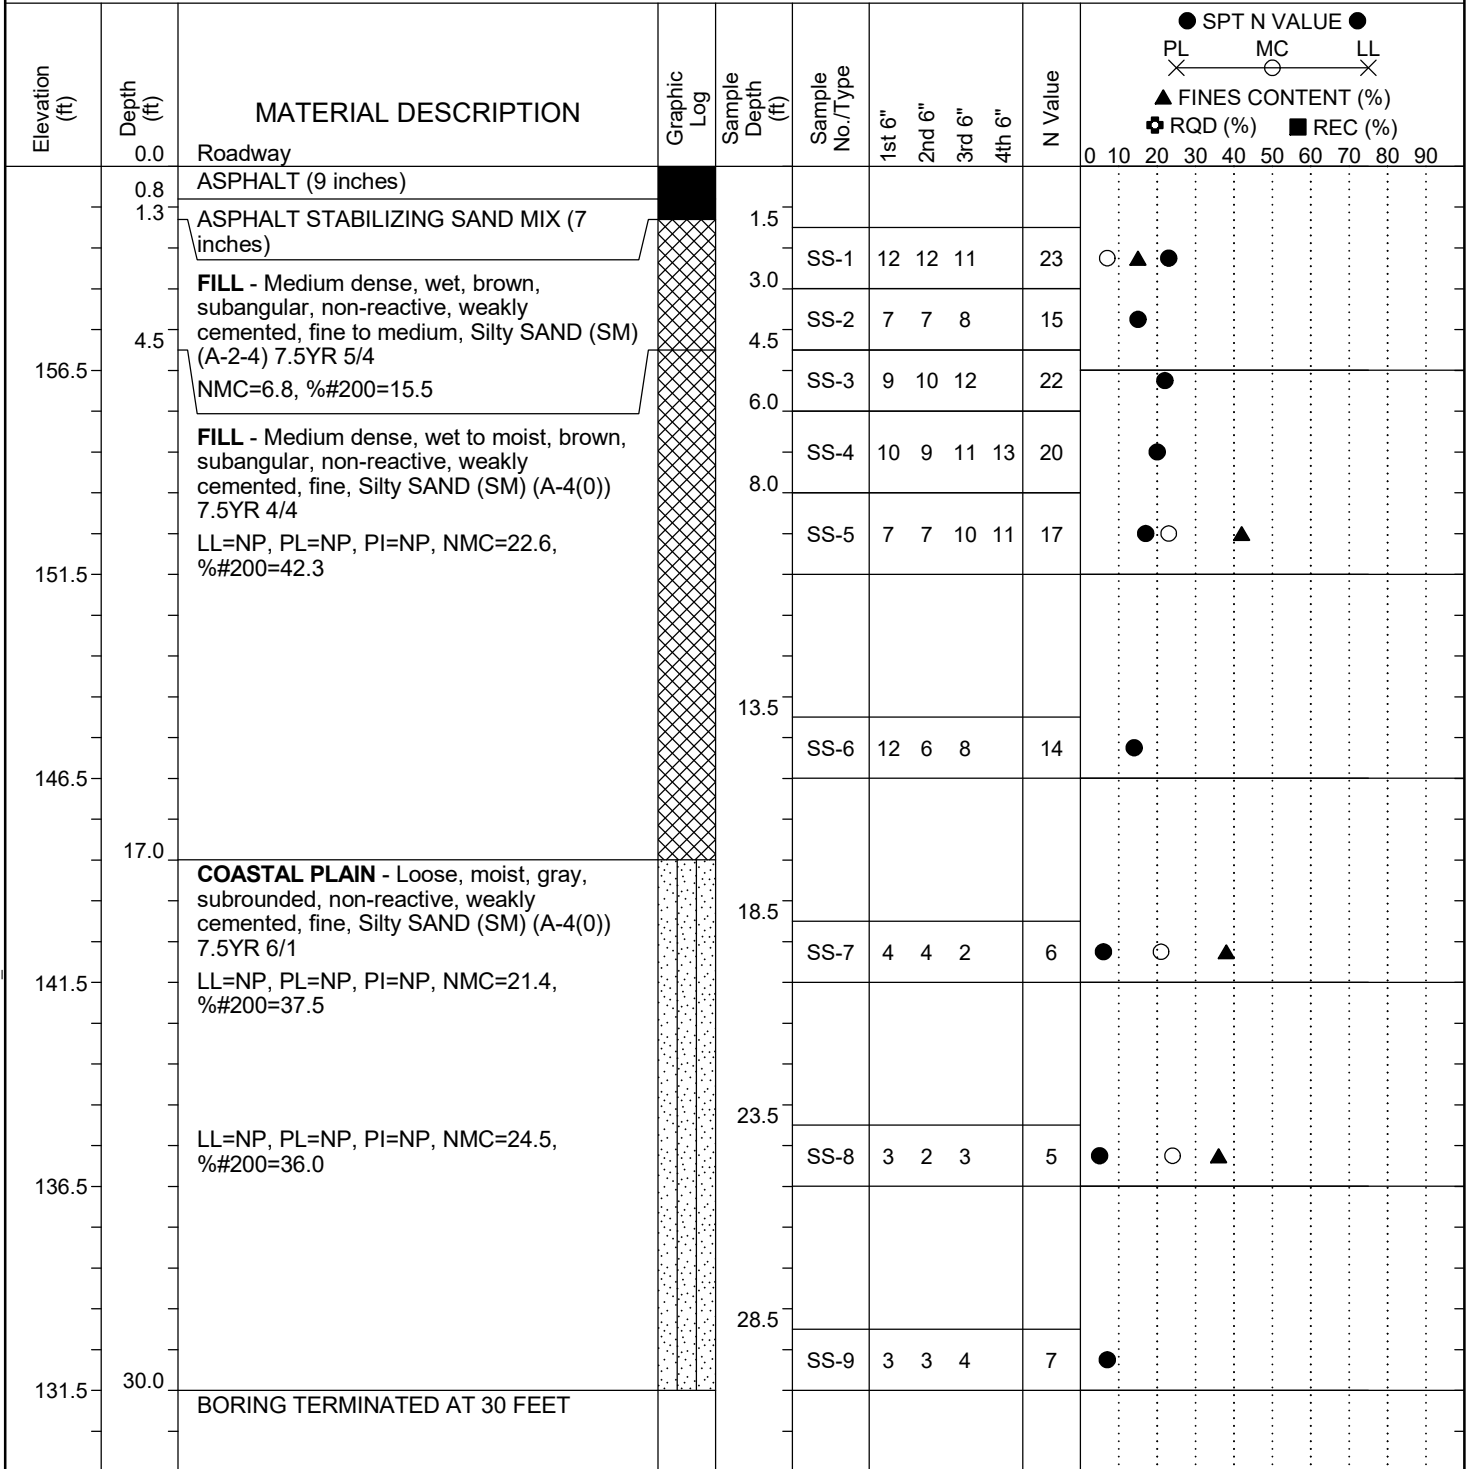 Elevation (ft)
Depth (ft)
MATERIAL DESCRIPTION
Graphic Log
Sample Depth (ft)
Sample No./Type
1st 6"
2nd 6"
3rd 6"
4th 6"
N Value
SPT N VALUE
PL MC LL
FINES CONTENT (%)
RQD (%) REC (%)
0 10 20 30 40 50 60 70 80 90
0.0 Roadway
ASPHALT (9 inches)
0.8
1.3
ASPHALT STABILIZING SAND MIX (7
inches)
1.5
SS-1 12 12 11 23
FILL - Medium dense, wet, brown,
subangular, non-reactive, weakly
cemented, fine to medium, Silty SAND (SM)
(A-2-4) 7.5YR 5/4
NMC=6.8, %#200=15.5
3.0
SS-2 7 7 8 15
4.5
4.5
156.5
SS-3 9 10 12 22
6.0
FILL - Medium dense, wet to moist, brown,
subangular, non-reactive, weakly
cemented, fine, Silty SAND (SM) (A-4(0))
7.5YR 4/4
LL=NP, PL=NP, PI=NP, NMC=22.6,
%#200=42.3
SS-4 10 9 11 13 20
8.0
SS-5 7 7 10 11 17
151.5
13.5
SS-6 12 6 8 14
146.5
17.0
COASTAL PLAIN - Loose, moist, gray,
subrounded, non-reactive, weakly
cemented, fine, Silty SAND (SM) (A-4(0))
7.5YR 6/1
LL=NP, PL=NP, PI=NP, NMC=21.4,
%#200=37.5
18.5
SS-7 4 4 2 6
141.5
23.5
LL=NP, PL=NP, PI=NP, NMC=24.5,
%#200=36.0
SS-8 3 2 3 5
136.5
28.5
SS-9 3 3 4 7
131.5
30.0
BORING TERMINATED AT 30 FEET